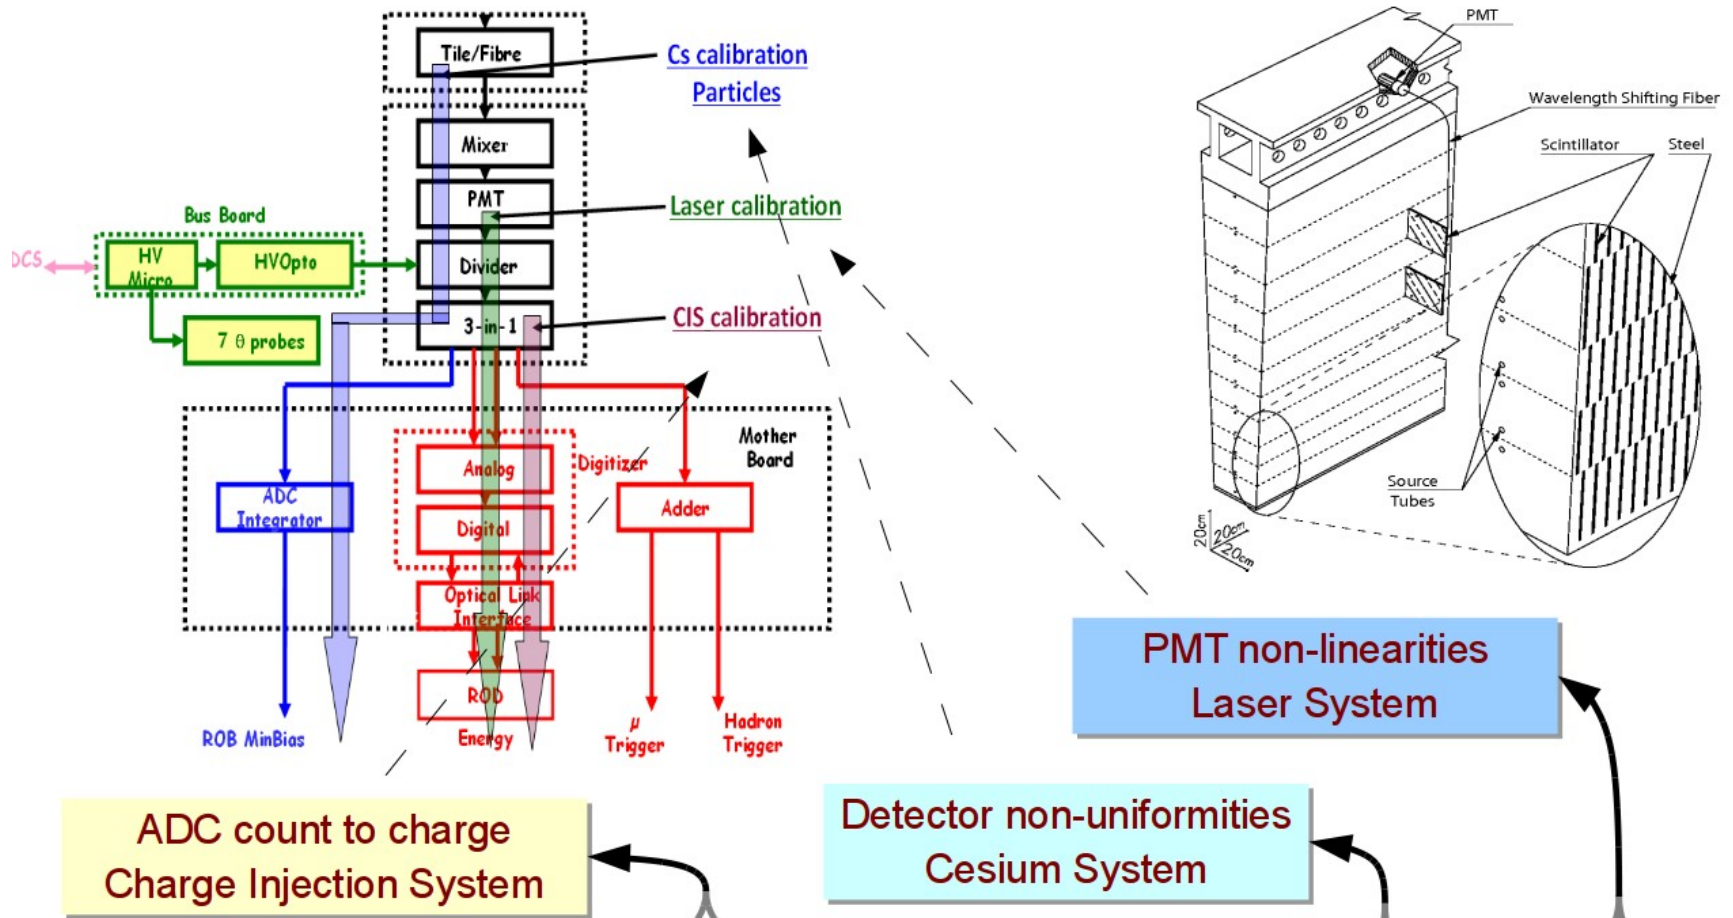 Tile/Fibre
Cs calibration
Particles
Mixer
PMT
Laser calibration
Bus Board
DCS
HV
Micro
HVOpto
Divider
3-in-1
CIS calibration
7 θ probes
Mother
Board
Analog
Digitizer
ADC
Integrator
Digital
Adder
Optical Link
Interface
ROD
ROB MinBias
Energy
μ
Trigger
Hadron
Trigger
PMT
Wavelength Shifting Fiber
Scintillator
Steel
Source
Tubes
20cm
20cm
20cm
PMT non-linearities
Laser System
ADC count to charge
Charge Injection System
Detector non-uniformities
Cesium System